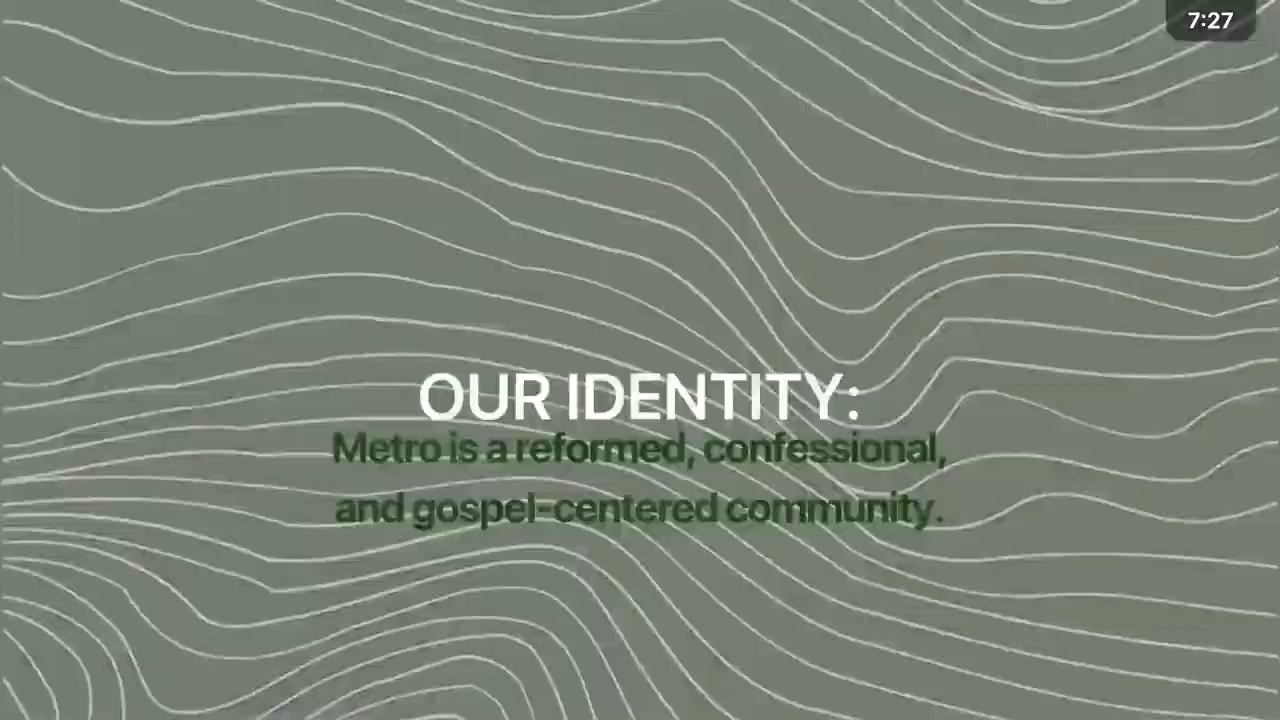 7:27
OUR IDENTITY:
Metro is a reformed, confessional,
and gospel-centered community.